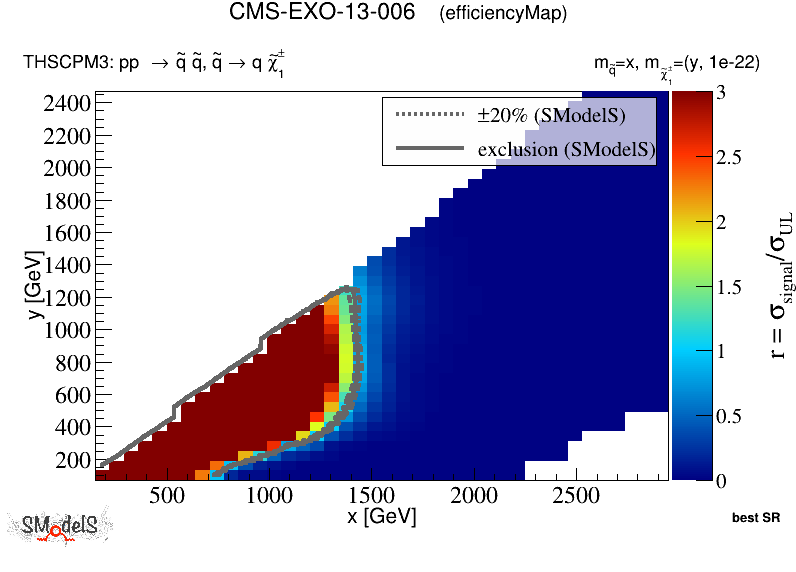 CMS-EXO-13-006 (efficiencyMap)
THSCPM3: pp → q̃ q̃, q̃ → q χ̃₁±
m_q̃=x, m_χ̃₁±=(y, 1e-22)
±20% (SModelS)
exclusion (SModelS)
2400
2200
2000
1800
1600
1400
1200
1000
800
600
400
200
y [GeV]
500 1000 1500 2000 2500
x [GeV]
3
2.5
2
1.5
1
0.5
0
r = σ_signal/σ_UL
best SR
SModelS